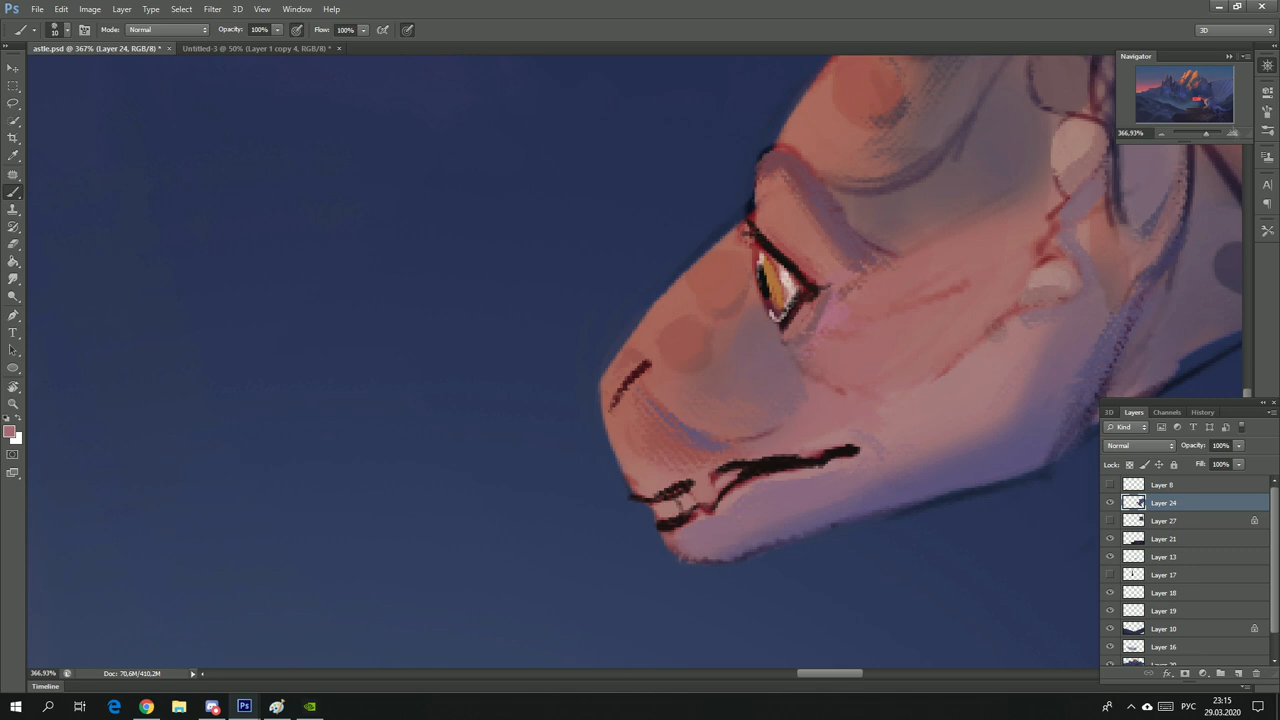 Ps File Edit Image Layer Type Select Filter 3D View Window Help
10 Mode: Normal Opacity: 100% Flow: 100% 3D
astle.psd @ 367% (Layer 24, RGB/8) * × Untitled-3 @ 50% (Layer 1 copy 4, RGB/8) * ×
Navigator
366,93%
3D Layers Channels History
Kind
Normal Opacity: 100%
Lock: Fill: 100%
Layer 8
Layer 24
Layer 27
Layer 21
Layer 13
Layer 17
Layer 18
Layer 19
Layer 10
Layer 16
366,93% Doc: 70,6M/410,2M
Timeline
Ps РУС 23:15
29.03.2020